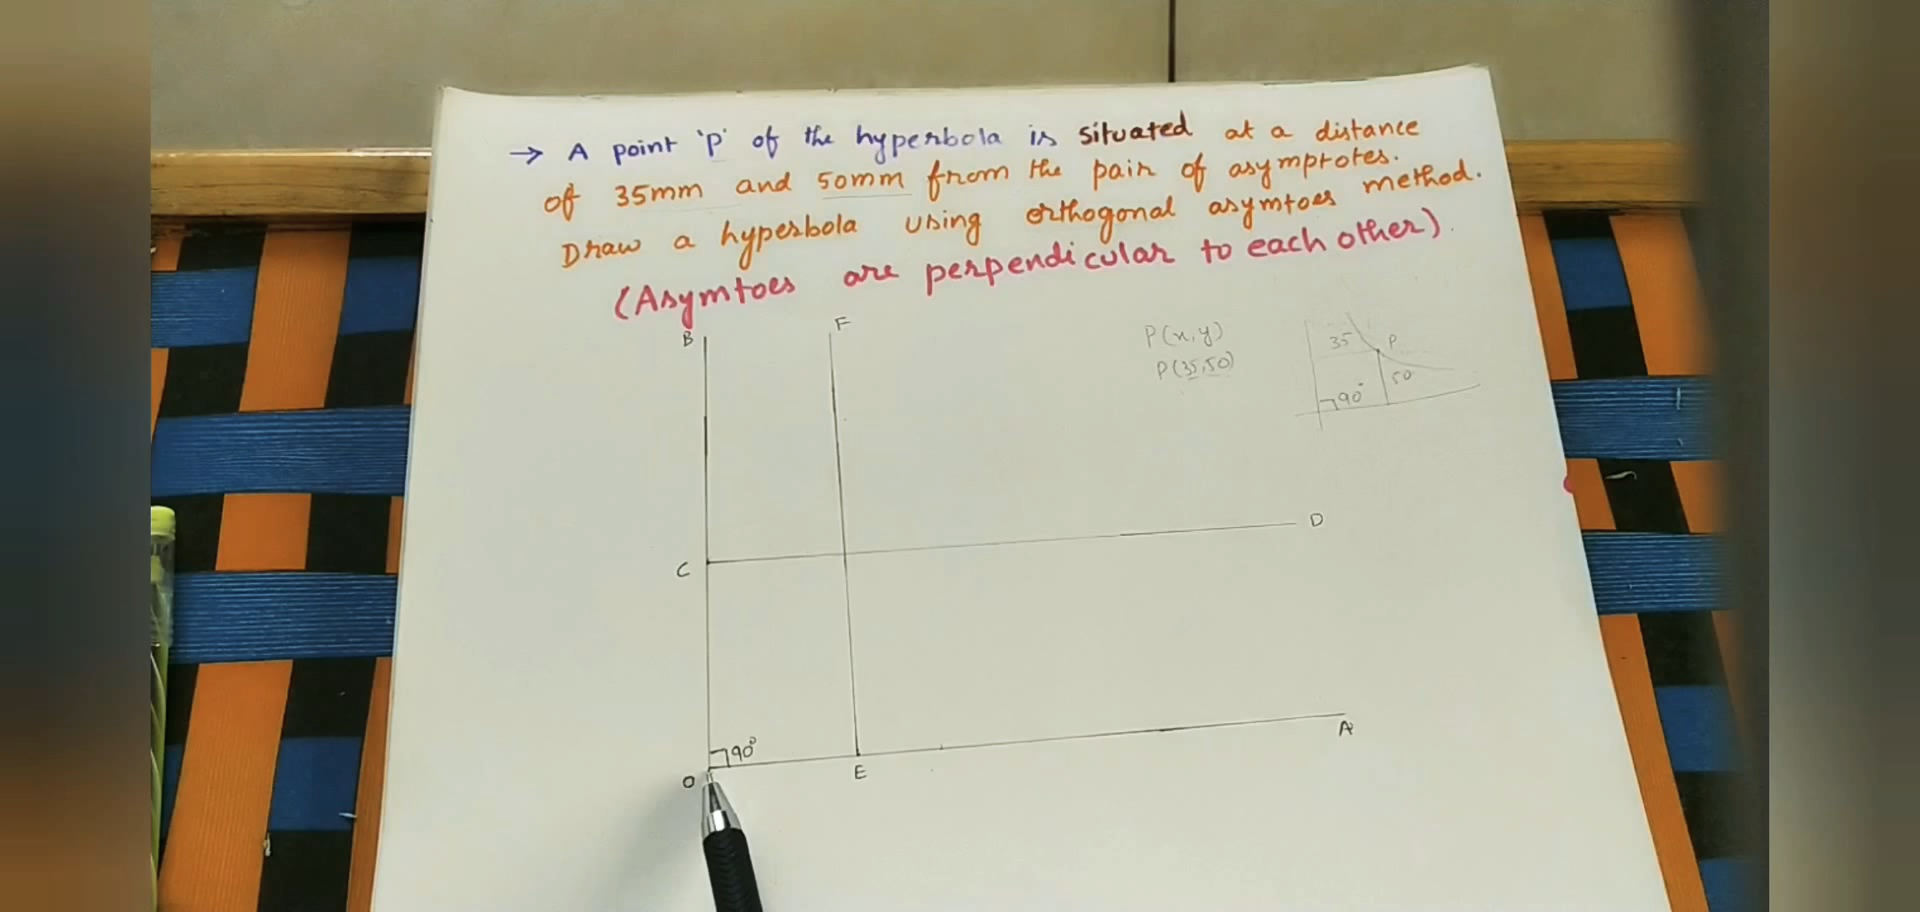 → A point 'P' of the hyperbola is situated at a distance
of 35mm and 50mm from the pair of asymptotes.
Draw a hyperbola using orthogonal asymtoes method.
(Asymtoes are perpendicular to each other).
B
F
P(x,y)
P(35,50)
35
P
50
90°
D
C
90°
O
E
A